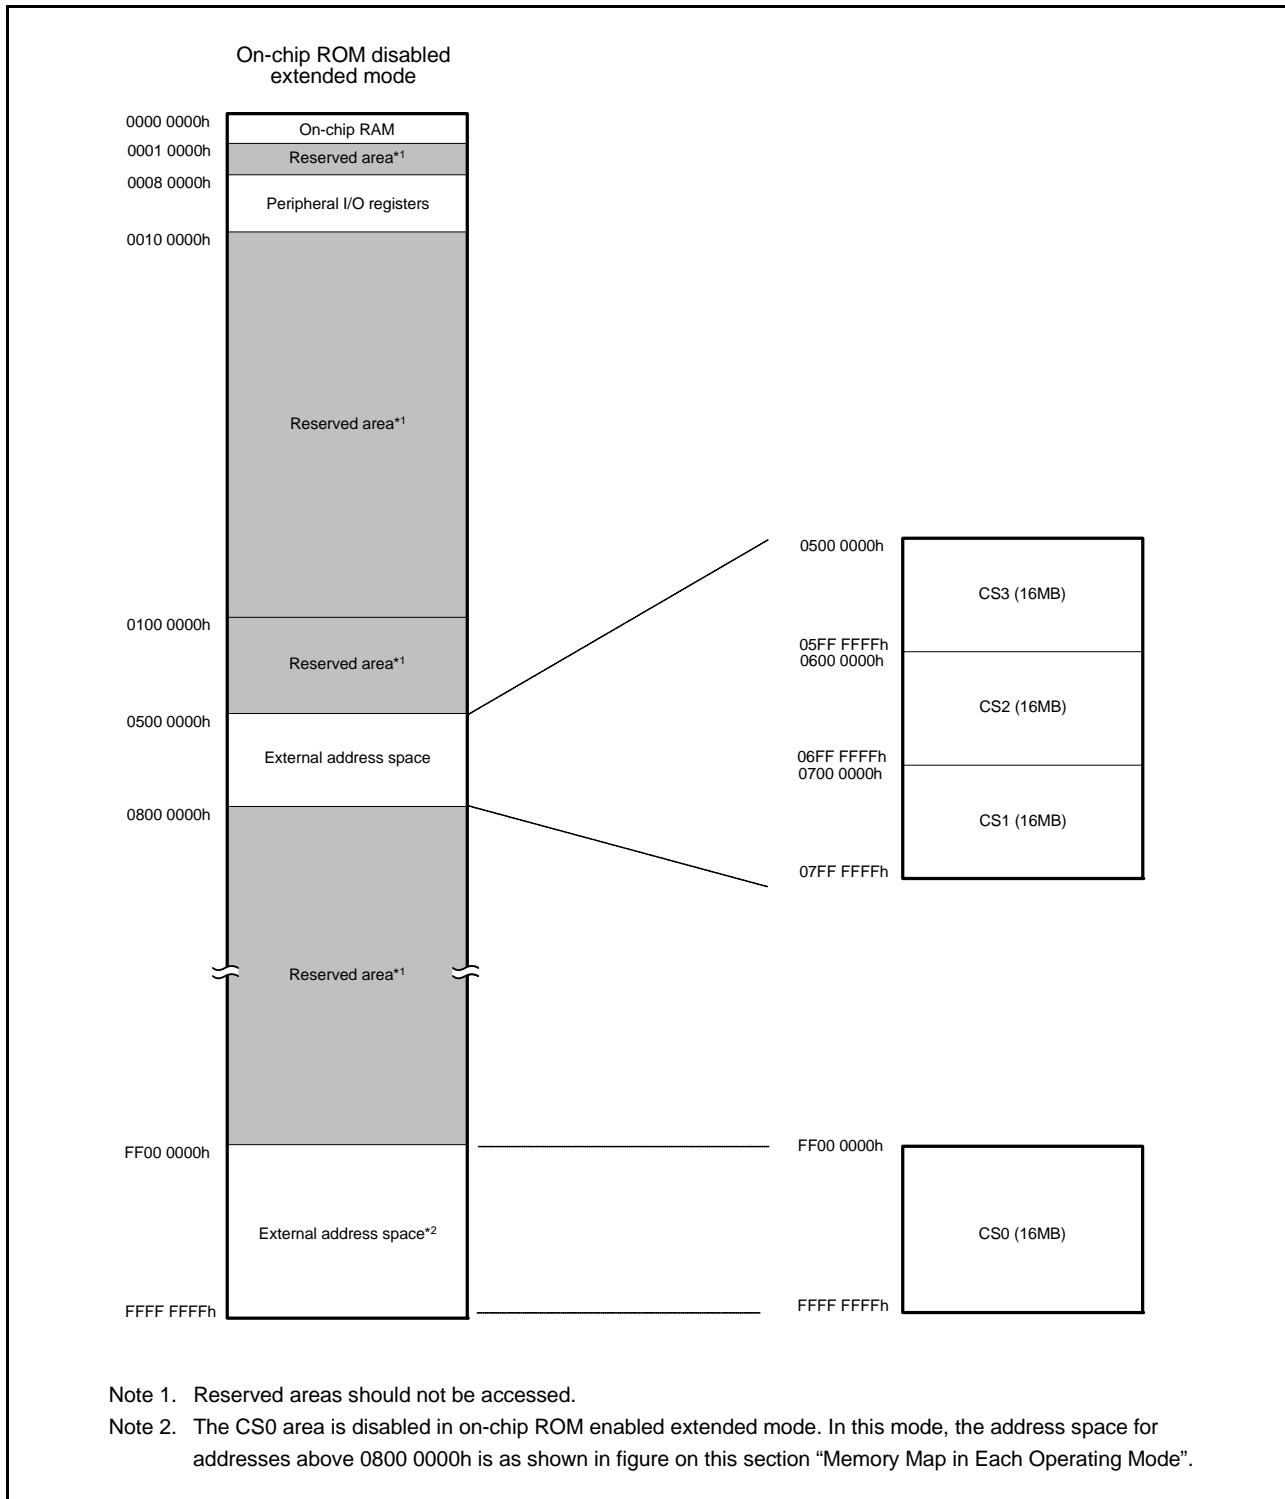 On-chip ROM disabled
extended mode
0000 0000h
On-chip RAM
0001 0000h
Reserved area*1
0008 0000h
Peripheral I/O registers
0010 0000h
Reserved area*1
0100 0000h
Reserved area*1
0500 0000h
External address space
0800 0000h
Reserved area*1
FF00 0000h
External address space*2
FFFF FFFFh
0500 0000h
CS3 (16MB)
05FF FFFFh
0600 0000h
CS2 (16MB)
06FF FFFFh
0700 0000h
CS1 (16MB)
07FF FFFFh
FF00 0000h
CS0 (16MB)
FFFF FFFFh
Note 1. Reserved areas should not be accessed.
Note 2. The CS0 area is disabled in on-chip ROM enabled extended mode. In this mode, the address space for
addresses above 0800 0000h is as shown in figure on this section “Memory Map in Each Operating Mode”.